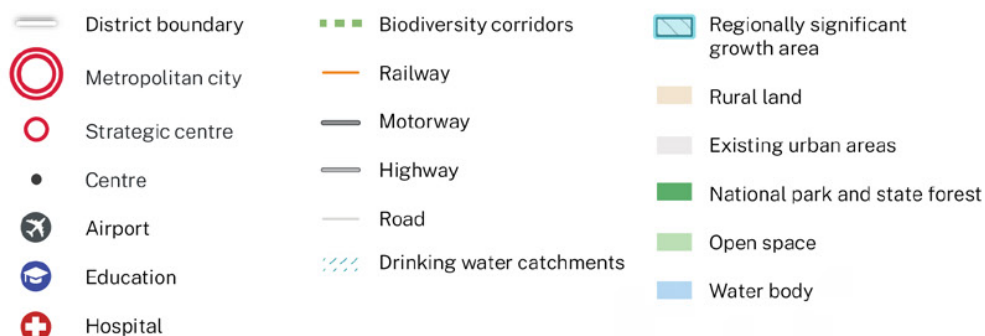 District boundary
Metropolitan city
Strategic centre
Centre
Airport
Education
Hospital
Biodiversity corridors
Railway
Motorway
Highway
Road
Drinking water catchments
Regionally significant
growth area
Rural land
Existing urban areas
National park and state forest
Open space
Water body